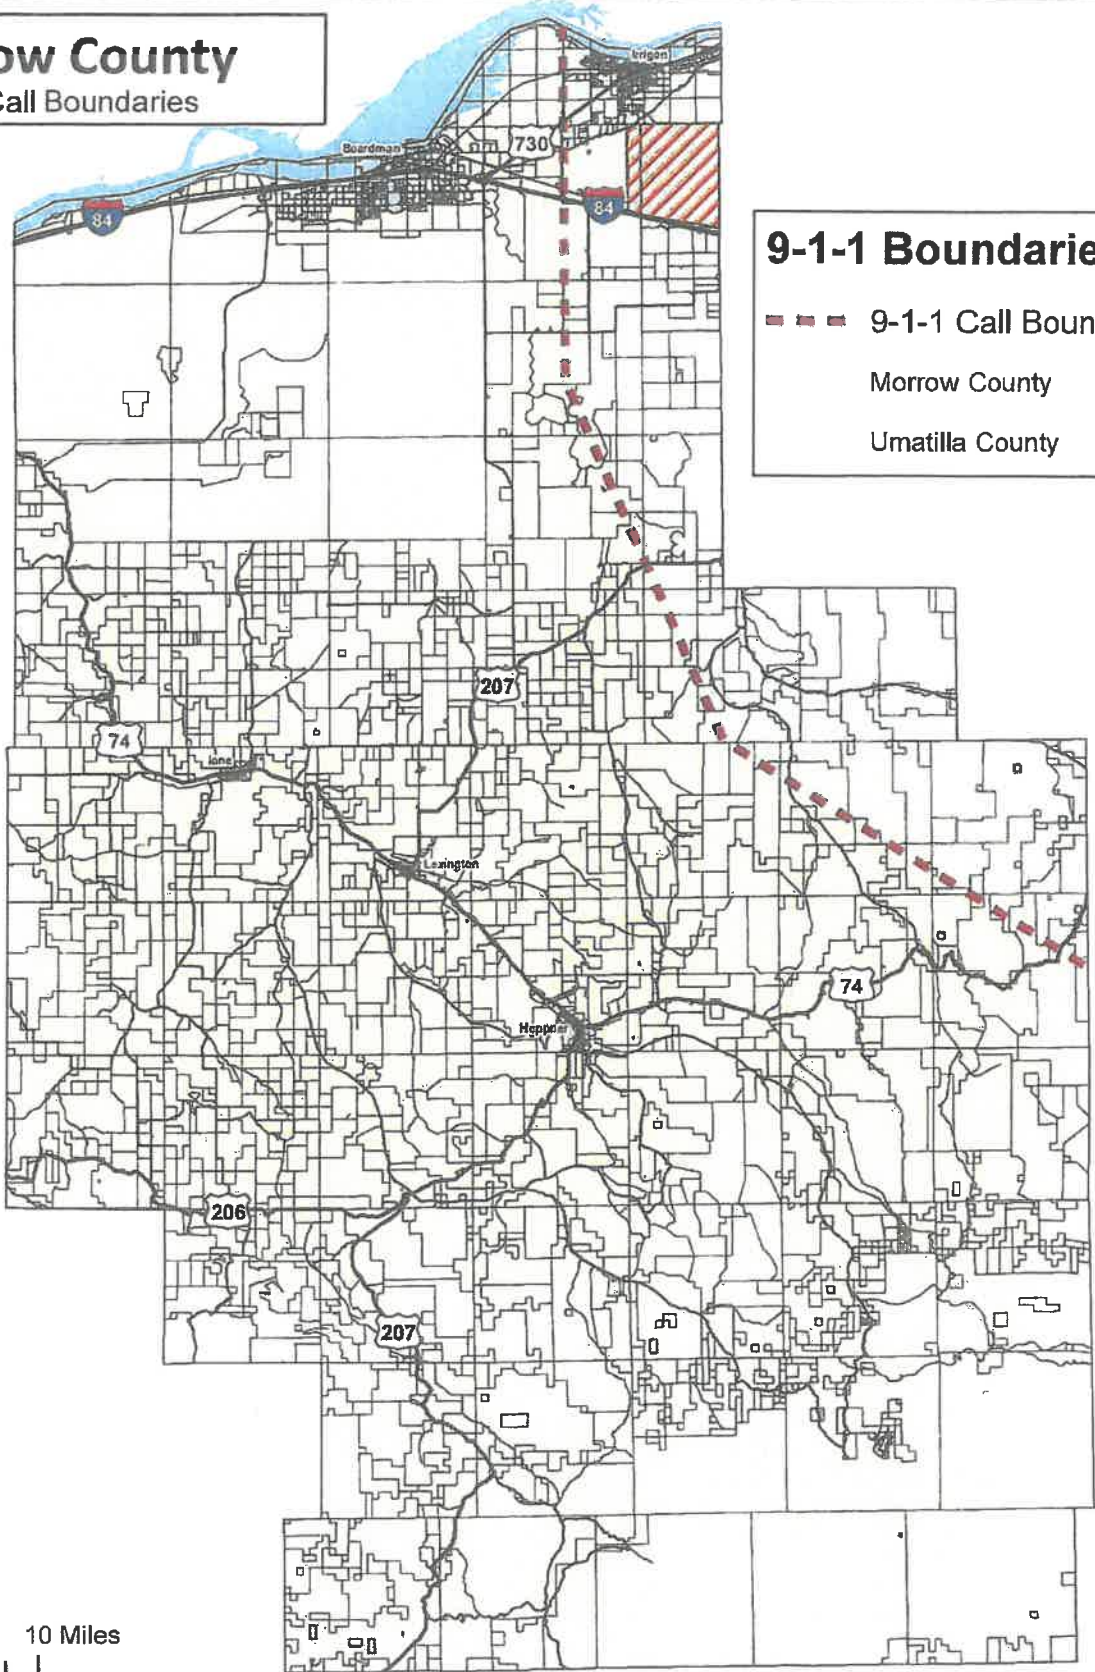 ow County
Call Boundaries
Irrigon
Boardman
730
84
84
9-1-1 Boundarie
9-1-1 Call Boun
Morrow County
Umatilla County
207
74
Ione
Lexington
74
Heppner
206
207
10 Miles